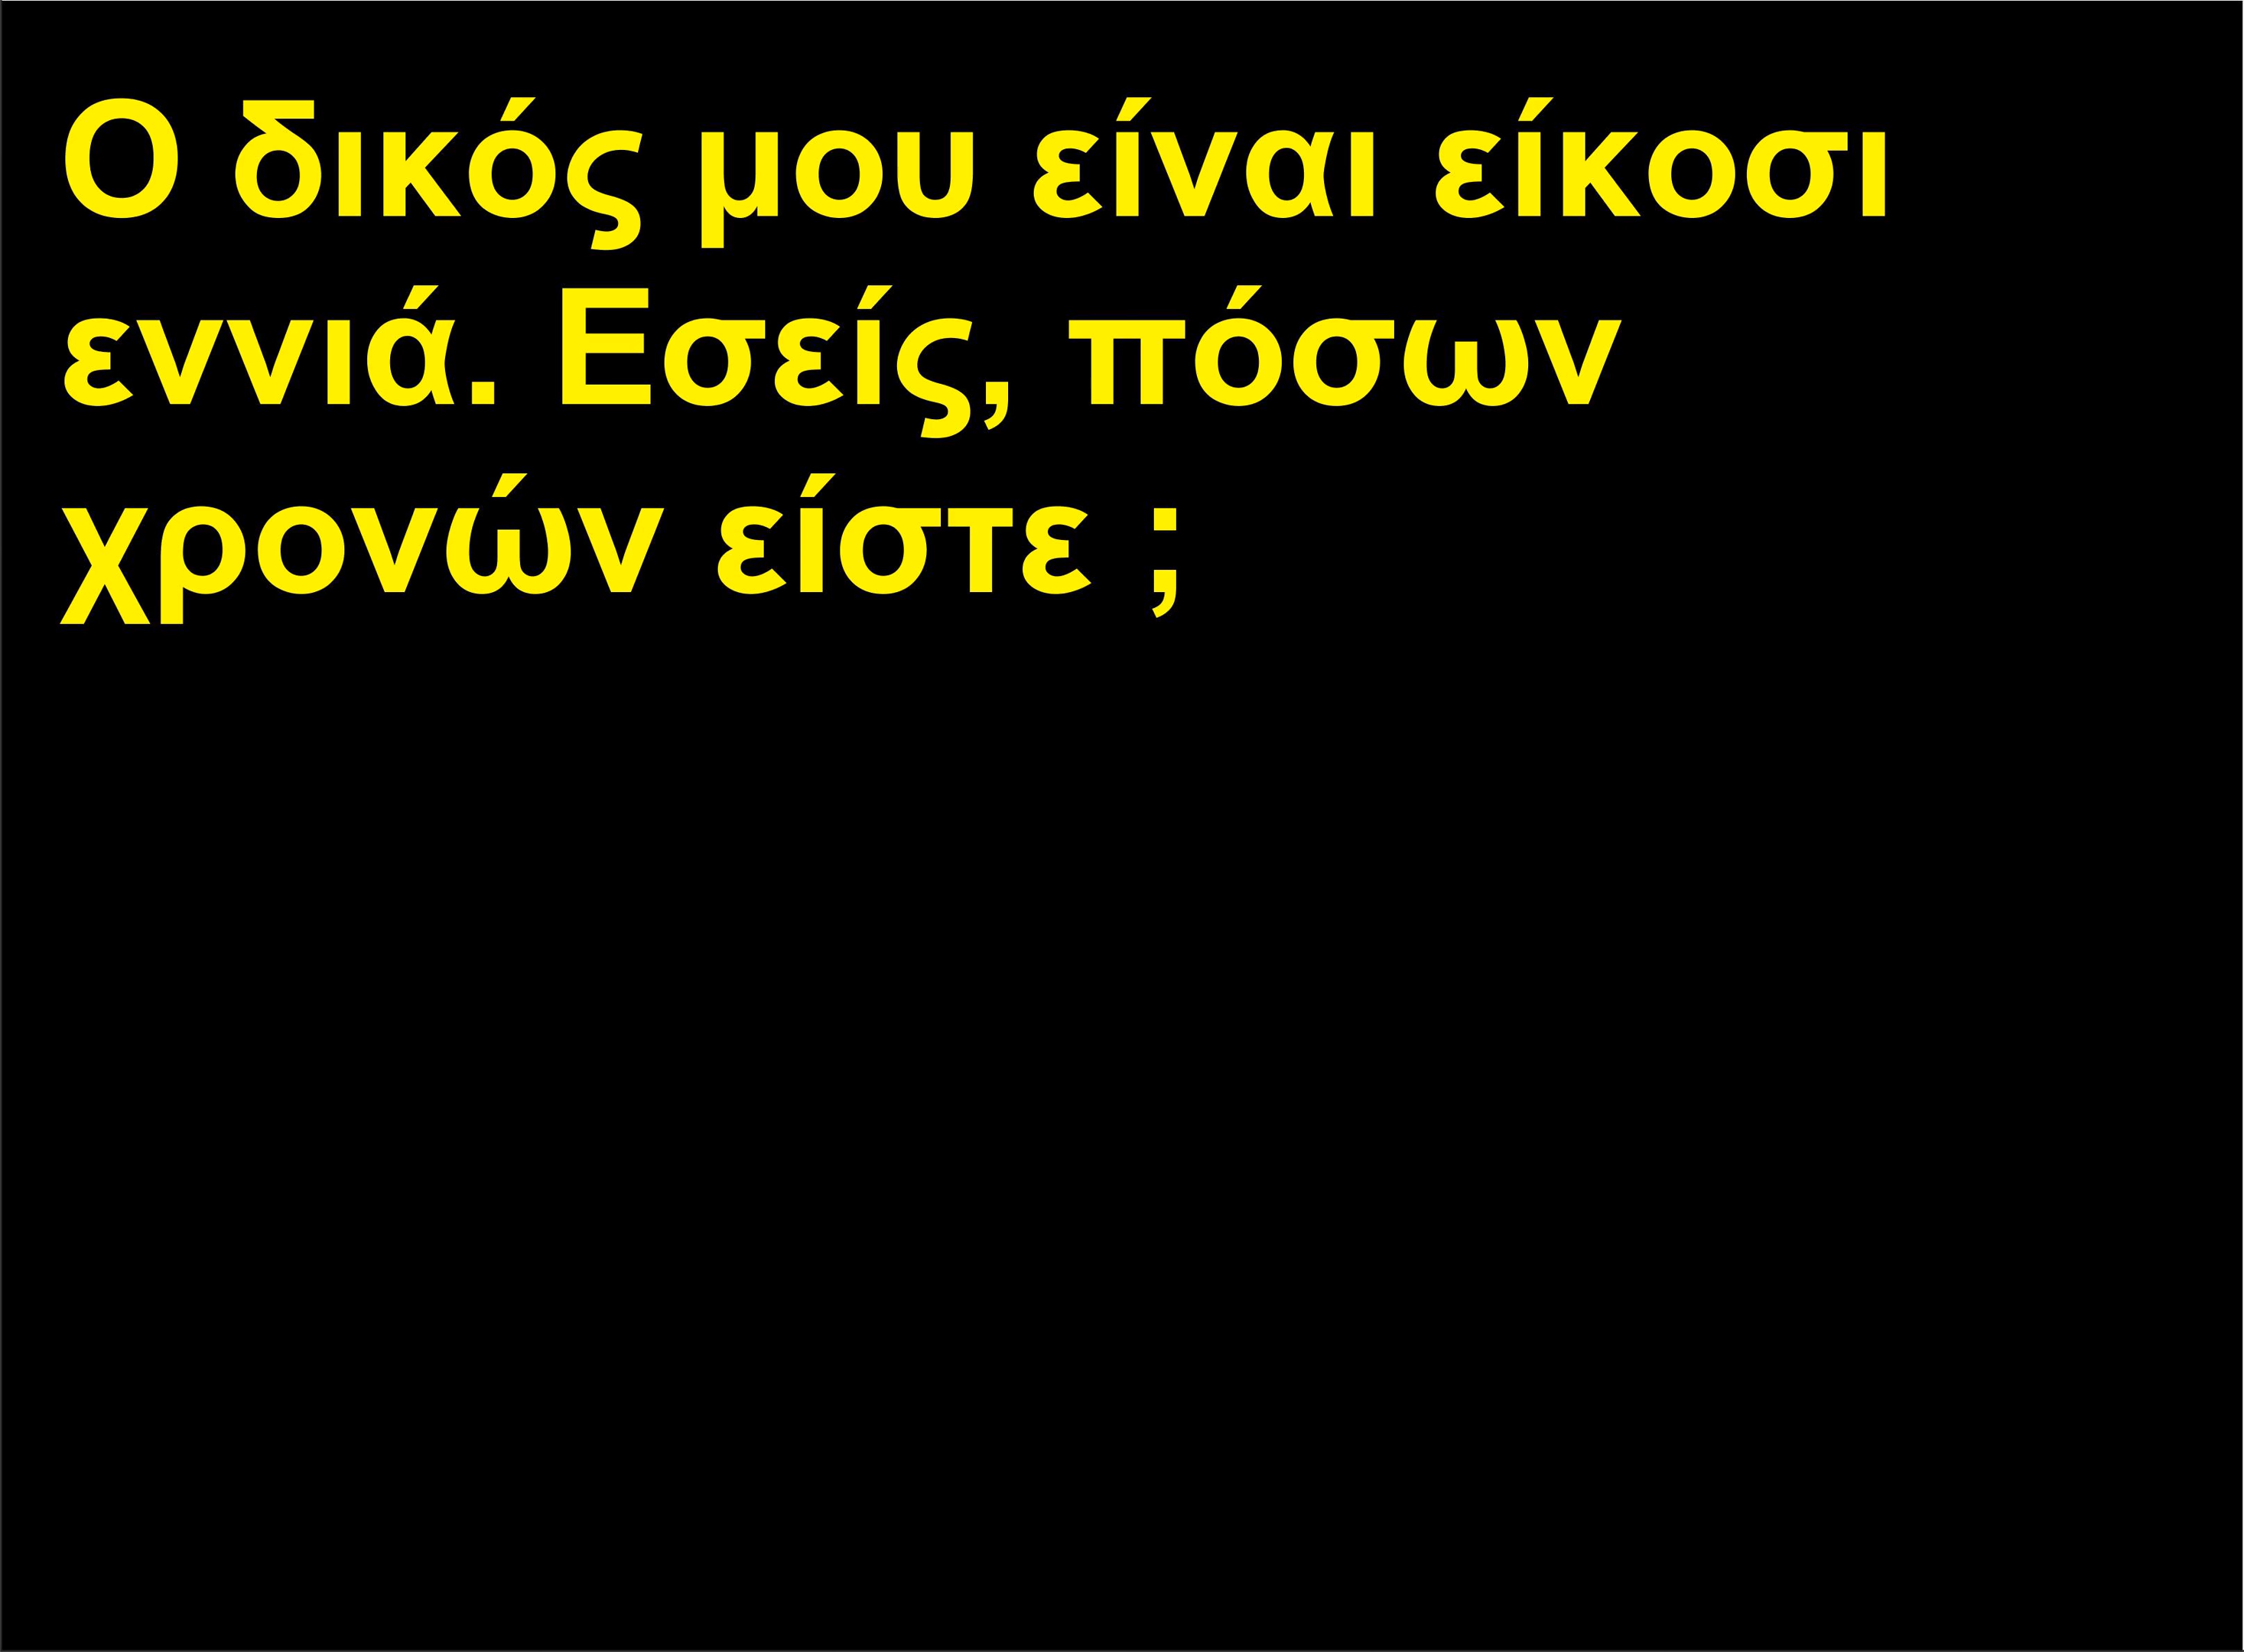 Ο δικός μου είναι είκοσι
εννιά. Εσείς, πόσων
χρονών είστε ;